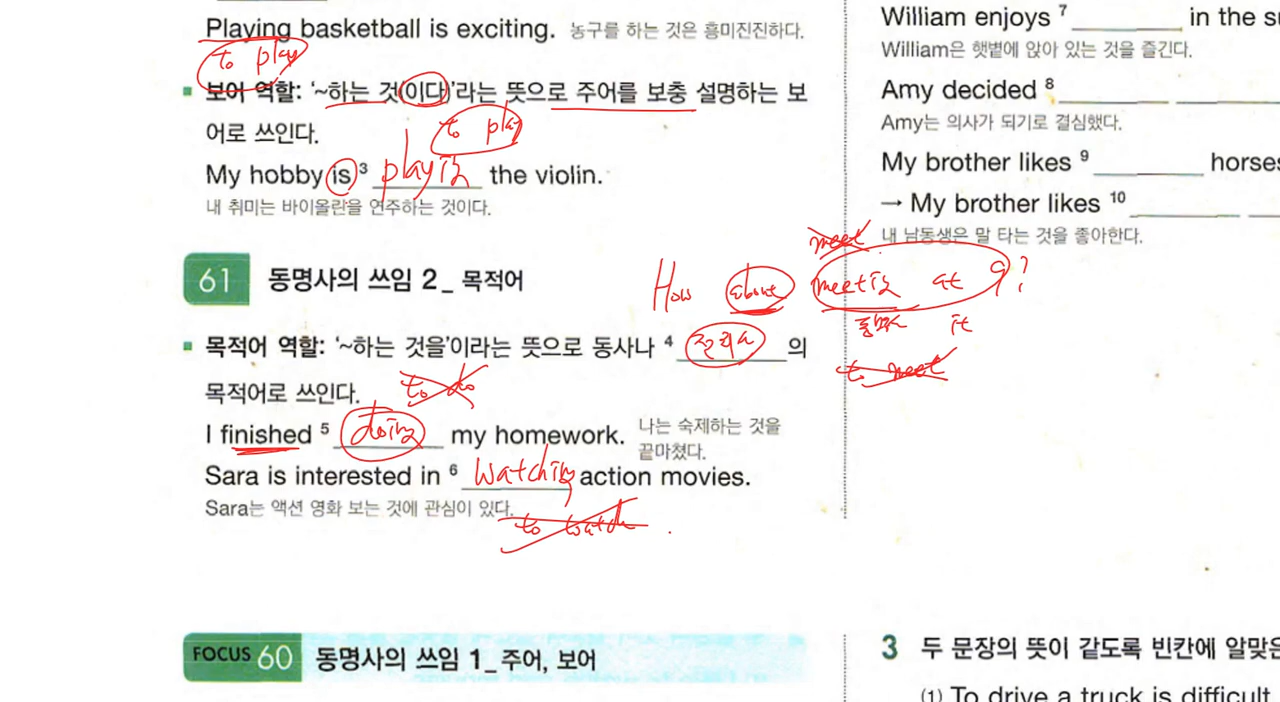 Playing basketball is exciting. 농구를 하는 것은 흥미진진하다.
to play
보어 역할: '~하는 것(이다)'라는 뜻으로 주어를 보충 설명하는 보
어로 쓰인다.
to play
My hobby is 3 playing the violin.
내 취미는 바이올린을 연주하는 것이다.
61 동명사의 쓰임 2_ 목적어
목적어 역할: '~하는 것을'이라는 뜻으로 동사나 4 전치사 의
목적어로 쓰인다.
to do
I finished 5 doing my homework. 나는 숙제하는 것을
끝마쳤다.
Sara is interested in 6 watching action movies.
Sara는 액션 영화 보는 것에 관심이 있다.
to watch
FOCUS 60 동명사의 쓰임 1_ 주어, 보어
William enjoys 7 in the
William은 햇볕에 앉아 있는 것을 즐긴다.
Amy decided 8
Amy는 의사가 되기로 결심했다.
My brother likes 9 horses
→ My brother likes 10
내 남동생은 말 타는 것을 좋아한다.
meet
How about meeting at 9?
to meet
3 두 문장의 뜻이 같도록 빈칸에 알맞은
(1) To drive a truck is difficult.